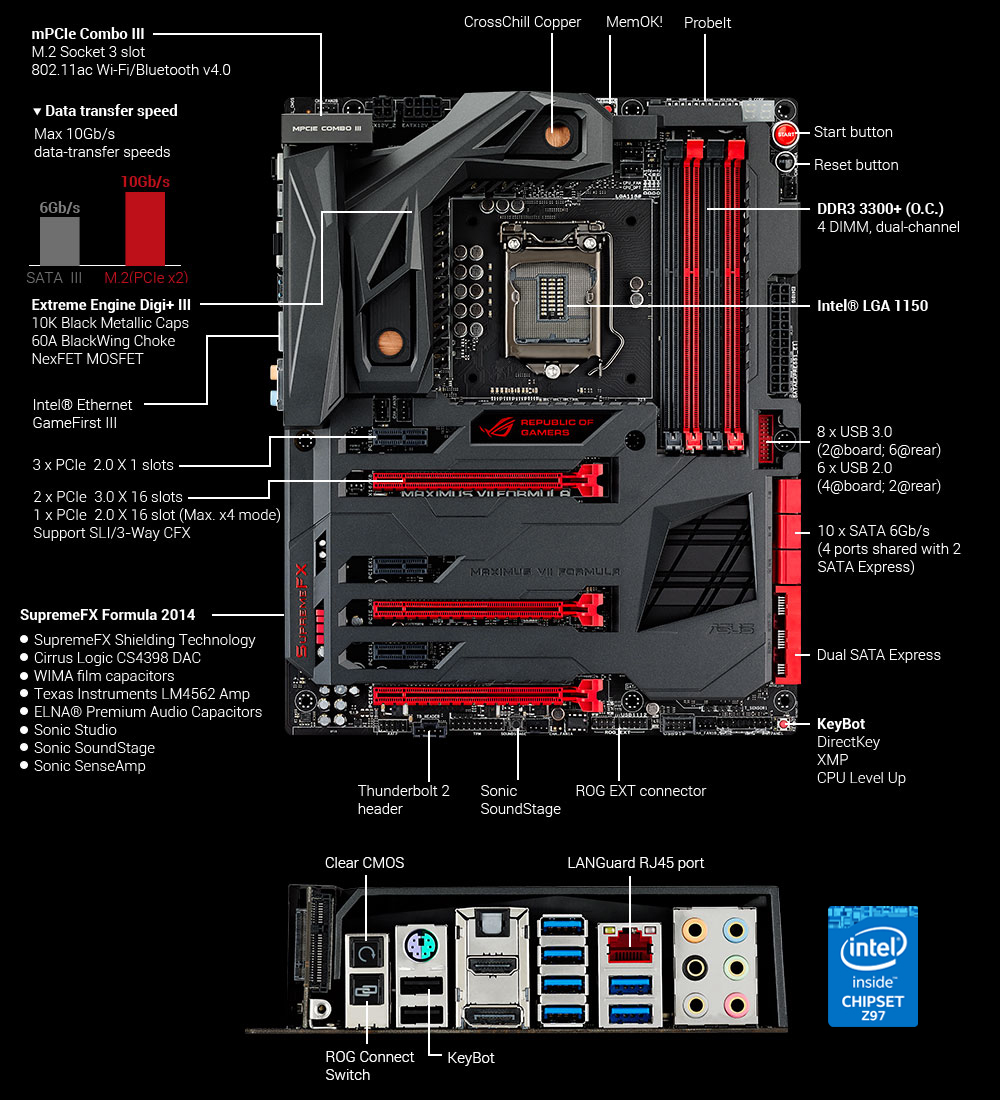 CrossChill Copper
MemOK!
ProbeIt
mPCIe Combo III
M.2 Socket 3 slot
802.11ac Wi-Fi/Bluetooth v4.0
▾ Data transfer speed
Max 10Gb/s
data-transfer speeds
10Gb/s
6Gb/s
SATA III
M.2(PCIe x2)
Extreme Engine Digi+ III
10K Black Metallic Caps
60A BlackWing Choke
NexFET MOSFET
Intel® Ethernet
GameFirst III
3 x PCIe 2.0 X 1 slots
2 x PCIe 3.0 X 16 slots
1 x PCIe 2.0 X 16 slot (Max. x4 mode)
Support SLI/3-Way CFX
SupremeFX Formula 2014
● SupremeFX Shielding Technology
● Cirrus Logic CS4398 DAC
● WIMA film capacitors
● Texas Instruments LM4562 Amp
● ELNA® Premium Audio Capacitors
● Sonic Studio
● Sonic SoundStage
● Sonic SenseAmp
MPCIE COMBO III
EATX12V
START
CPU_FAN
CPU_OPT
REPUBLIC OF
GAMERS
MAXIMUS VII FORMULA
MAXIMUS VII FORMULA
SUPREMEFX
ASUS
TB_HEADER
ROG_EXT
Start button
Reset button
DDR3 3300+ (O.C.)
4 DIMM, dual-channel
Intel® LGA 1150
8 x USB 3.0
(2@board; 6@rear)
6 x USB 2.0
(4@board; 2@rear)
10 x SATA 6Gb/s
(4 ports shared with 2
SATA Express)
Dual SATA Express
KeyBot
DirectKey
XMP
CPU Level Up
Thunderbolt 2
header
Sonic
SoundStage
ROG EXT connector
Clear CMOS
LANGuard RJ45 port
ROG Connect
Switch
KeyBot
intel
inside™
CHIPSET
Z97